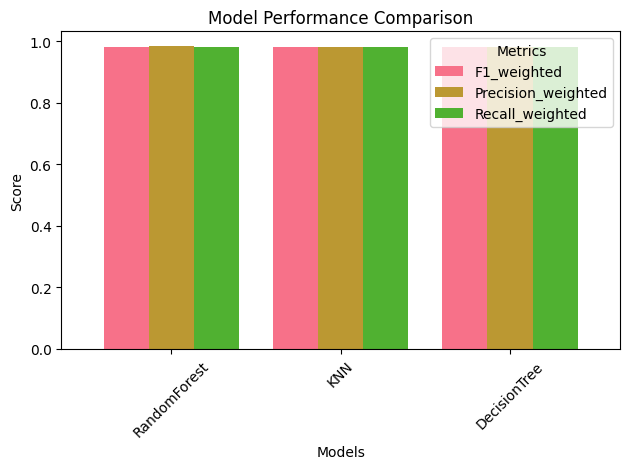 Model Performance Comparison
Metrics
F1_weighted
Precision_weighted
Recall_weighted
Score
1.0
0.8
0.6
0.4
0.2
0.0
RandomForest
KNN
DecisionTree
Models